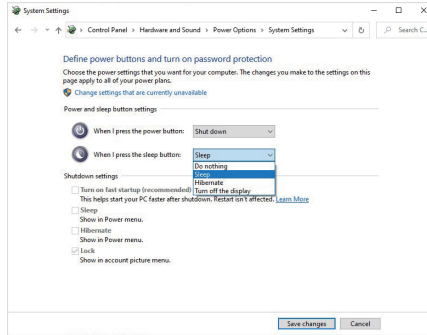 System Settings
Control Panel > Hardware and Sound > Power Options > System Settings
Search C...
Define power buttons and turn on password protection
Choose the power settings that you want for your computer. The changes you make to the settings on this
page apply to all of your power plans.
Change settings that are currently unavailable
Power and sleep button settings
When I press the power button: Shut down
When I press the sleep button: Sleep
Do nothing
Sleep
Hibernate
Turn off the display
Shutdown settings
Turn on fast startup (recommended)
This helps start your PC faster after shutdown. Restart isn't affected. Learn More
Sleep
Show in Power menu.
Hibernate
Show in Power menu.
Lock
Show in account picture menu.
Save changes
Cancel